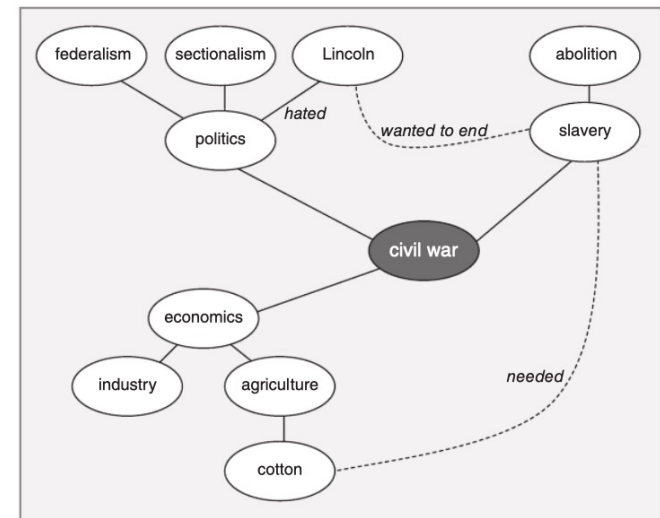 federalism
sectionalism
Lincoln
abolition
hated
wanted to end
slavery
politics
civil war
economics
industry
agriculture
needed
cotton